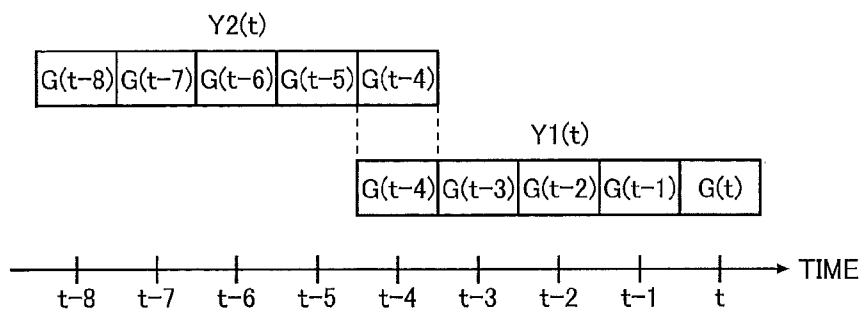 Y2(t)
G(t-8) G(t-7) G(t-6) G(t-5) G(t-4)
Y1(t)
G(t-4) G(t-3) G(t-2) G(t-1) G(t)
TIME
t-8 t-7 t-6 t-5 t-4 t-3 t-2 t-1 t